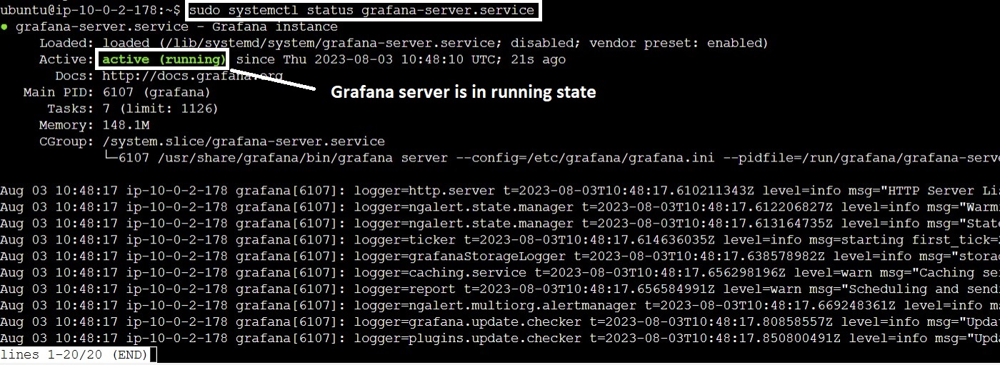 ubuntu@ip-10-0-2-178:~$ sudo systemctl status grafana-server.service
● grafana-server.service - Grafana instance
Loaded: loaded (/lib/systemd/system/grafana-server.service; disabled; vendor preset: enabled)
Active: active (running) since Thu 2023-08-03 10:48:10 UTC; 21s ago
Docs: http://docs.grafana.org
Grafana server is in running state
Main PID: 6107 (grafana)
Tasks: 7 (limit: 1126)
Memory: 148.1M
CGroup: /system.slice/grafana-server.service
└─6107 /usr/share/grafana/bin/grafana server --config=/etc/grafana/grafana.ini --pidfile=/run/grafana/grafana-serve
Aug 03 10:48:17 ip-10-0-2-178 grafana[6107]: logger=http.server t=2023-08-03T10:48:17.610211343Z level=info msg="HTTP Server Lis
Aug 03 10:48:17 ip-10-0-2-178 grafana[6107]: logger=ngalert.state.manager t=2023-08-03T10:48:17.612206827Z level=info msg="Warmi
Aug 03 10:48:17 ip-10-0-2-178 grafana[6107]: logger=ngalert.state.manager t=2023-08-03T10:48:17.613164735Z level=info msg="State
Aug 03 10:48:17 ip-10-0-2-178 grafana[6107]: logger=ticker t=2023-08-03T10:48:17.614636035Z level=info msg=starting first_tick=2
Aug 03 10:48:17 ip-10-0-2-178 grafana[6107]: logger=grafanaStorageLogger t=2023-08-03T10:48:17.638578982Z level=info msg="storag
Aug 03 10:48:17 ip-10-0-2-178 grafana[6107]: logger=caching.service t=2023-08-03T10:48:17.656298196Z level=warn msg="Caching ser
Aug 03 10:48:17 ip-10-0-2-178 grafana[6107]: logger=report t=2023-08-03T10:48:17.656584991Z level=warn msg="Scheduling and sendi
Aug 03 10:48:17 ip-10-0-2-178 grafana[6107]: logger=ngalert.multiorg.alertmanager t=2023-08-03T10:48:17.669248361Z level=info ms
Aug 03 10:48:17 ip-10-0-2-178 grafana[6107]: logger=grafana.update.checker t=2023-08-03T10:48:17.80858557Z level=info msg="Updat
Aug 03 10:48:17 ip-10-0-2-178 grafana[6107]: logger=plugins.update.checker t=2023-08-03T10:48:17.850800491Z level=info msg="Upda
lines 1-20/20 (END)